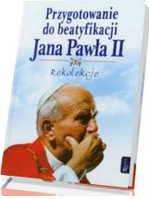 Przygotowanie
do beatyfikacji
Jana Pawła II
Rekolekcje